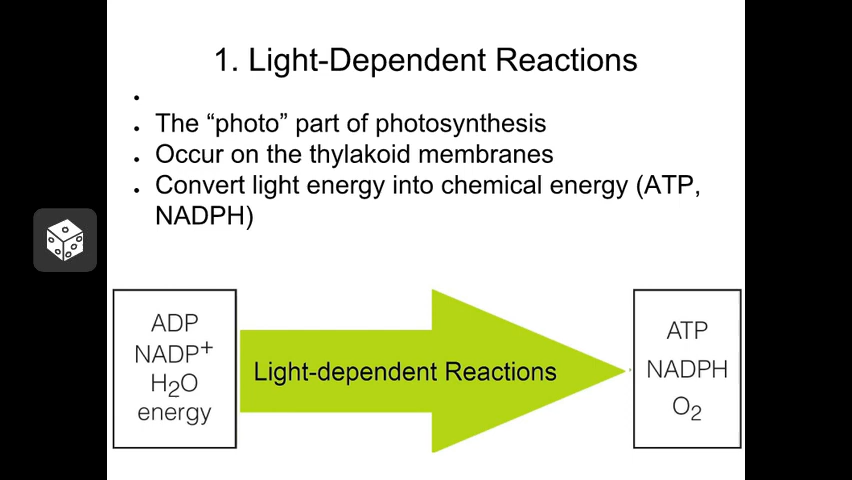 1. Light-Dependent Reactions
•
• The “photo” part of photosynthesis
• Occur on the thylakoid membranes
• Convert light energy into chemical energy (ATP,
NADPH)
ADP
NADP⁺
H₂O
energy
Light-dependent Reactions
ATP
NADPH
O₂